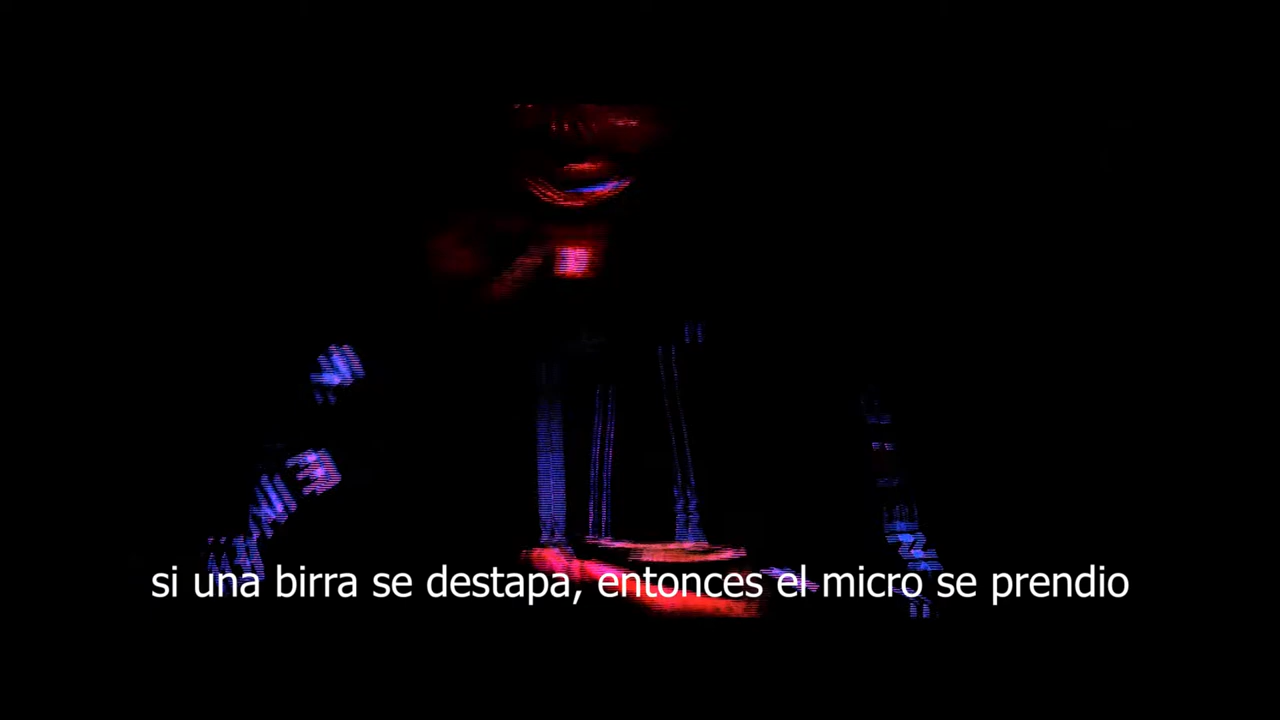 si una birra se destapa, entonces el micro se prendio